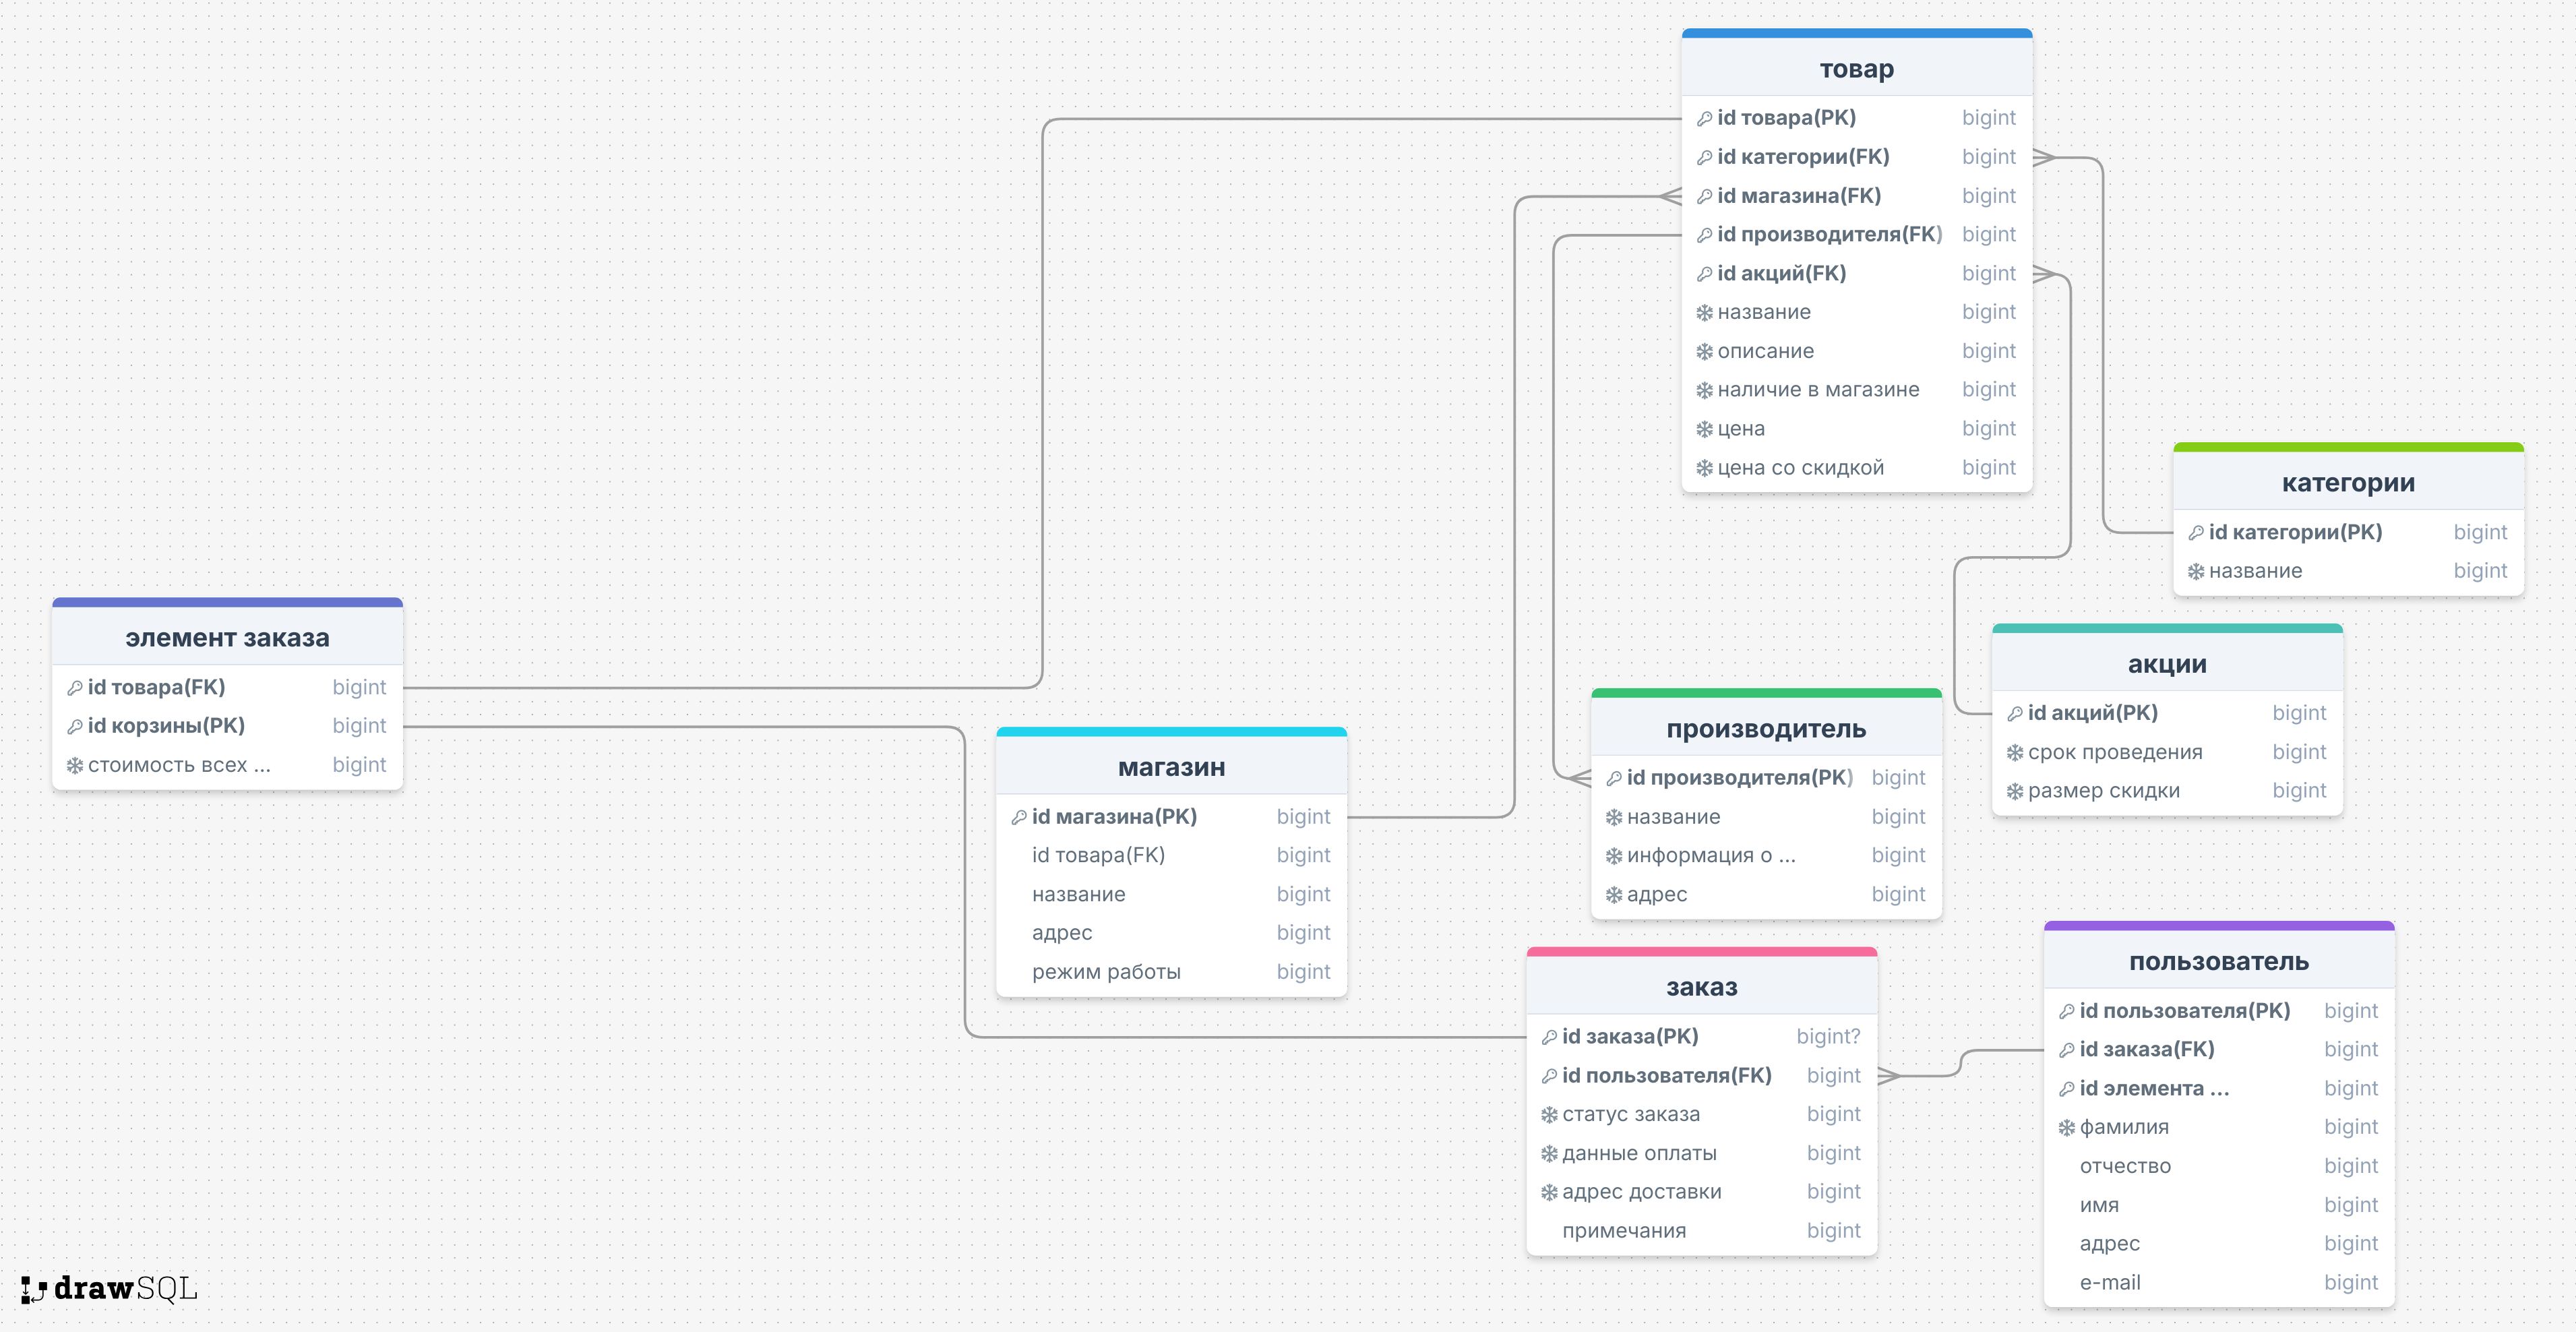 товар
id товара(PK) bigint
id категории(FK) bigint
id магазина(FK) bigint
id производителя(FK) bigint
id акций(FK) bigint
название bigint
описание bigint
наличие в магазине bigint
цена bigint
цена со скидкой bigint
категории
id категории(PK) bigint
название bigint
элемент заказа
id товара(FK) bigint
id корзины(PK) bigint
стоимость всех ... bigint
акции
id акций(PK) bigint
срок проведения bigint
размер скидки bigint
производитель
id производителя(PK) bigint
название bigint
информация о ... bigint
адрес bigint
магазин
id магазина(PK) bigint
id товара(FK) bigint
название bigint
адрес bigint
режим работы bigint
заказ
id заказа(PK) bigint?
id пользователя(FK) bigint
статус заказа bigint
данные оплаты bigint
адрес доставки bigint
примечания bigint
пользователь
id пользователя(PK) bigint
id заказа(FK) bigint
id элемента ... bigint
фамилия bigint
отчество bigint
имя bigint
адрес bigint
e-mail bigint
drawSQL